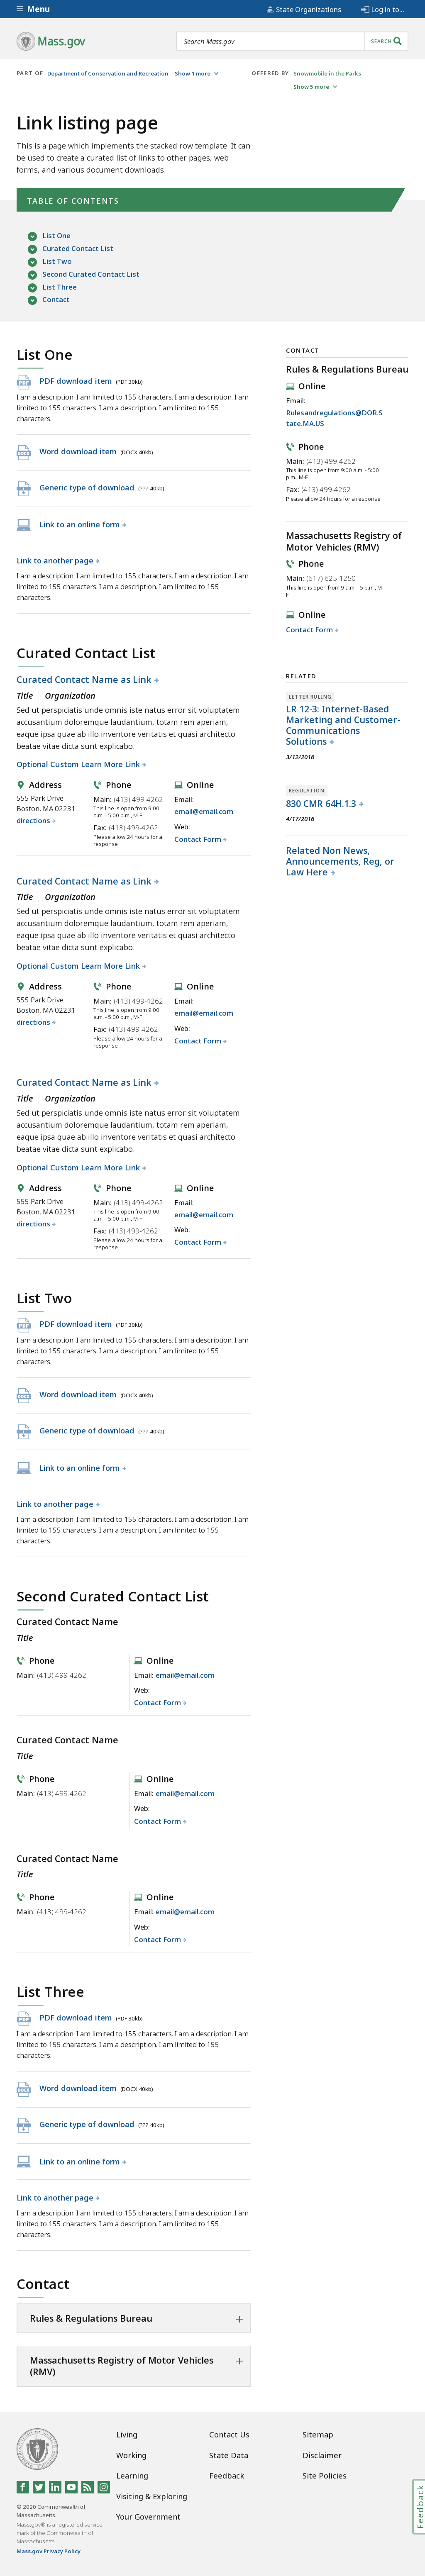 Menu
State Organizations
Log in to...
Mass.gov
Search Mass.gov
SEARCH
PART OF Department of Conservation and Recreation Show 1 more
OFFERED BY Snowmobile in the Parks
Show 5 more
Link listing page
This is a page which implements the stacked row template. It can
be used to create a curated list of links to other pages, web
forms, and various document downloads.
TABLE OF CONTENTS
List One
Curated Contact List
List Two
Second Curated Contact List
List Three
Contact
List One
PDF download item (PDF 30kb)
I am a description. I am limited to 155 characters. I am a description. I am
limited to 155 characters. I am a description. I am limited to 155
characters.
Word download item (DOCX 40kb)
Generic type of download (??? 40kb)
Link to an online form
Link to another page
I am a description. I am limited to 155 characters. I am a description. I am
limited to 155 characters. I am a description. I am limited to 155
characters.
Curated Contact List
Curated Contact Name as Link
Title Organization
Sed ut perspiciatis unde omnis iste natus error sit voluptatem
accusantium doloremque laudantium, totam rem aperiam,
eaque ipsa quae ab illo inventore veritatis et quasi architecto
beatae vitae dicta sunt explicabo.
Optional Custom Learn More Link
Address
555 Park Drive
Boston, MA 02231
directions
Phone
Main: (413) 499-4262
This line is open from 9:00
a.m. - 5:00 p.m., M-F
Fax: (413) 499-4262
Please allow 24 hours for a
response
Online
Email:
email@email.com
Web:
Contact Form
Curated Contact Name as Link
Title Organization
Sed ut perspiciatis unde omnis iste natus error sit voluptatem
accusantium doloremque laudantium, totam rem aperiam,
eaque ipsa quae ab illo inventore veritatis et quasi architecto
beatae vitae dicta sunt explicabo.
Optional Custom Learn More Link
Address
555 Park Drive
Boston, MA 02231
directions
Phone
Main: (413) 499-4262
This line is open from 9:00
a.m. - 5:00 p.m., M-F
Fax: (413) 499-4262
Please allow 24 hours for a
response
Online
Email:
email@email.com
Web:
Contact Form
Curated Contact Name as Link
Title Organization
Sed ut perspiciatis unde omnis iste natus error sit voluptatem
accusantium doloremque laudantium, totam rem aperiam,
eaque ipsa quae ab illo inventore veritatis et quasi architecto
beatae vitae dicta sunt explicabo.
Optional Custom Learn More Link
Address
555 Park Drive
Boston, MA 02231
directions
Phone
Main: (413) 499-4262
This line is open from 9:00
a.m. - 5:00 p.m., M-F
Fax: (413) 499-4262
Please allow 24 hours for a
response
Online
Email:
email@email.com
Web:
Contact Form
List Two
PDF download item (PDF 30kb)
I am a description. I am limited to 155 characters. I am a description. I am
limited to 155 characters. I am a description. I am limited to 155
characters.
Word download item (DOCX 40kb)
Generic type of download (??? 40kb)
Link to an online form
Link to another page
I am a description. I am limited to 155 characters. I am a description. I am
limited to 155 characters. I am a description. I am limited to 155
characters.
Second Curated Contact List
Curated Contact Name
Title
Phone
Main: (413) 499-4262
Online
Email: email@email.com
Web:
Contact Form
Curated Contact Name
Title
Phone
Main: (413) 499-4262
Online
Email: email@email.com
Web:
Contact Form
Curated Contact Name
Title
Phone
Main: (413) 499-4262
Online
Email: email@email.com
Web:
Contact Form
List Three
PDF download item (PDF 30kb)
I am a description. I am limited to 155 characters. I am a description. I am
limited to 155 characters. I am a description. I am limited to 155
characters.
Word download item (DOCX 40kb)
Generic type of download (??? 40kb)
Link to an online form
Link to another page
I am a description. I am limited to 155 characters. I am a description. I am
limited to 155 characters. I am a description. I am limited to 155
characters.
Contact
Rules & Regulations Bureau
Massachusetts Registry of Motor Vehicles
(RMV)
CONTACT
Rules & Regulations Bureau
Online
Email:
Rulesandregulations@DOR.S
tate.MA.US
Phone
Main: (413) 499-4262
This line is open from 9:00 a.m. - 5:00
p.m., M-F
Fax: (413) 499-4262
Please allow 24 hours for a response
Massachusetts Registry of
Motor Vehicles (RMV)
Phone
Main: (617) 625-1250
This line is open from 9 a.m. - 5 p.m., M-
F
Online
Contact Form
RELATED
LETTER RULING
LR 12-3: Internet-Based
Marketing and Customer-
Communications
Solutions
3/12/2016
REGULATION
830 CMR 64H.1.3
4/17/2016
Related Non News,
Announcements, Reg, or
Law Here
Living
Working
Learning
Visiting & Exploring
Your Government
Contact Us
State Data
Feedback
Sitemap
Disclaimer
Site Policies
© 2020 Commonwealth of
Massachusetts.
Mass.gov® is a registered service
mark of the Commonwealth of
Massachusetts.
Mass.gov Privacy Policy
Feedback